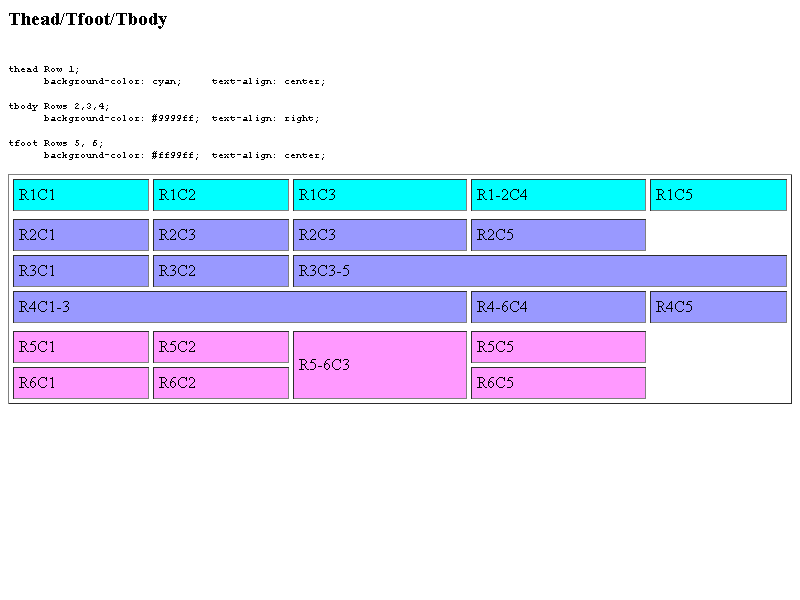 Thead/Tfoot/Tbody
thead Row 1;
background-color: cyan; text-align: center;
tbody Rows 2,3,4;
background-color: #9999ff; text-align: right;
tfoot Rows 5, 6;
background-color: #ff99ff; text-align: center;
R1C1 R1C2 R1C3 R1-2C4 R1C5
R2C1 R2C3 R2C3 R2C5
R3C1 R3C2 R3C3-5
R4C1-3 R4-6C4 R4C5
R5C1 R5C2 R5-6C3 R5C5
R6C1 R6C2 R6C5